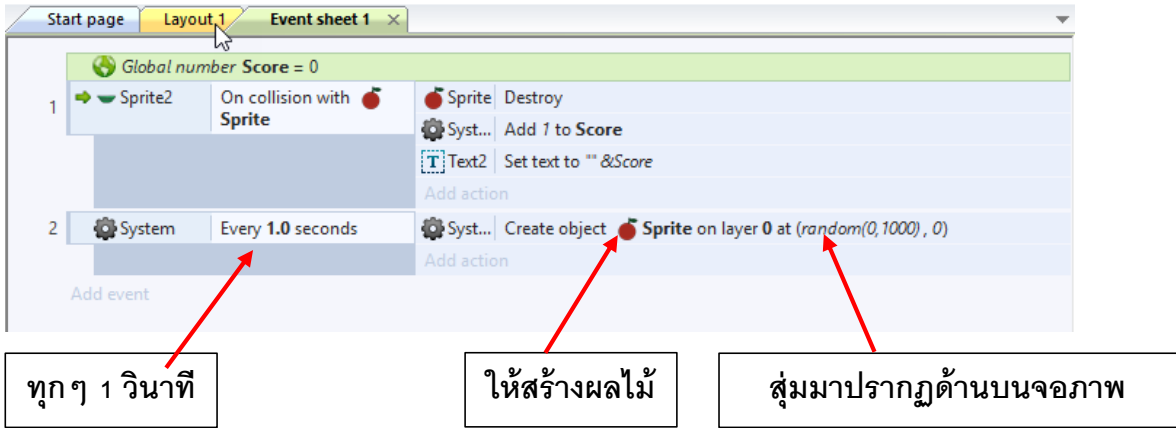 Start page Layout 1 Event sheet 1
Global number Score = 0
1 Sprite2 On collision with Sprite Sprite Destroy
Syst... Add 1 to Score
Text2 Set text to "" &Score
Add action
2 System Every 1.0 seconds Syst... Create object Sprite on layer 0 at (random(0,1000) , 0)
Add action
Add event
ทุกๆ 1 วินาที ให้สร้างผลไม้ สุ่มมาปรากฏด้านบนจอภาพ